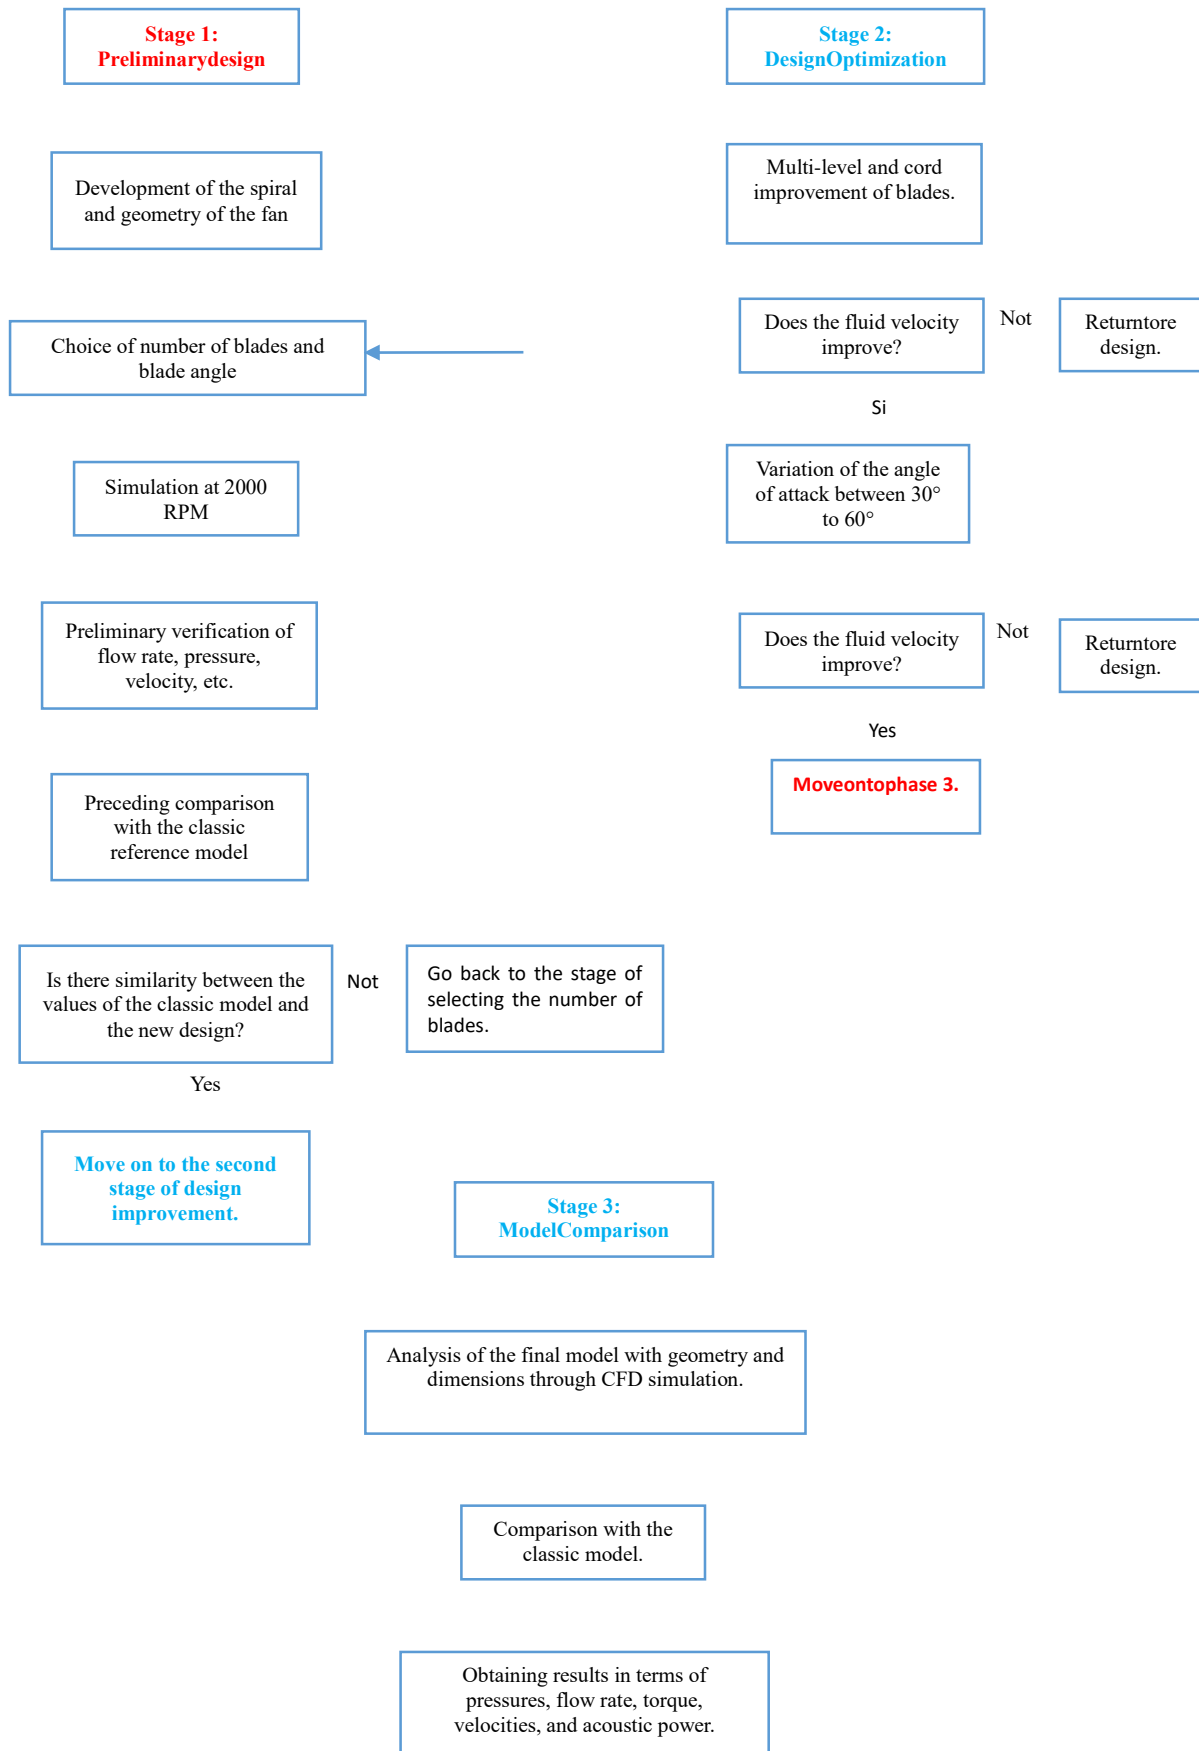 Stage 1:
Preliminarydesign
Development of the spiral
and geometry of the fan
Choice of number of blades and
blade angle
Simulation at 2000
RPM
Preliminary verification of
flow rate, pressure,
velocity, etc.
Preceding comparison
with the classic
reference model
Is there similarity between the
values of the classic model and
the new design?
Not
Go back to the stage of
selecting the number of
blades.
Yes
Move on to the second
stage of design
improvement.
Stage 2:
DesignOptimization
Multi-level and cord
improvement of blades.
Does the fluid velocity
improve?
Not
Returntore
design.
Si
Variation of the angle
of attack between 30°
to 60°
Does the fluid velocity
improve?
Not
Returntore
design.
Yes
Moveontophase 3.
Stage 3:
ModelComparison
Analysis of the final model with geometry and
dimensions through CFD simulation.
Comparison with the
classic model.
Obtaining results in terms of
pressures, flow rate, torque,
velocities, and acoustic power.